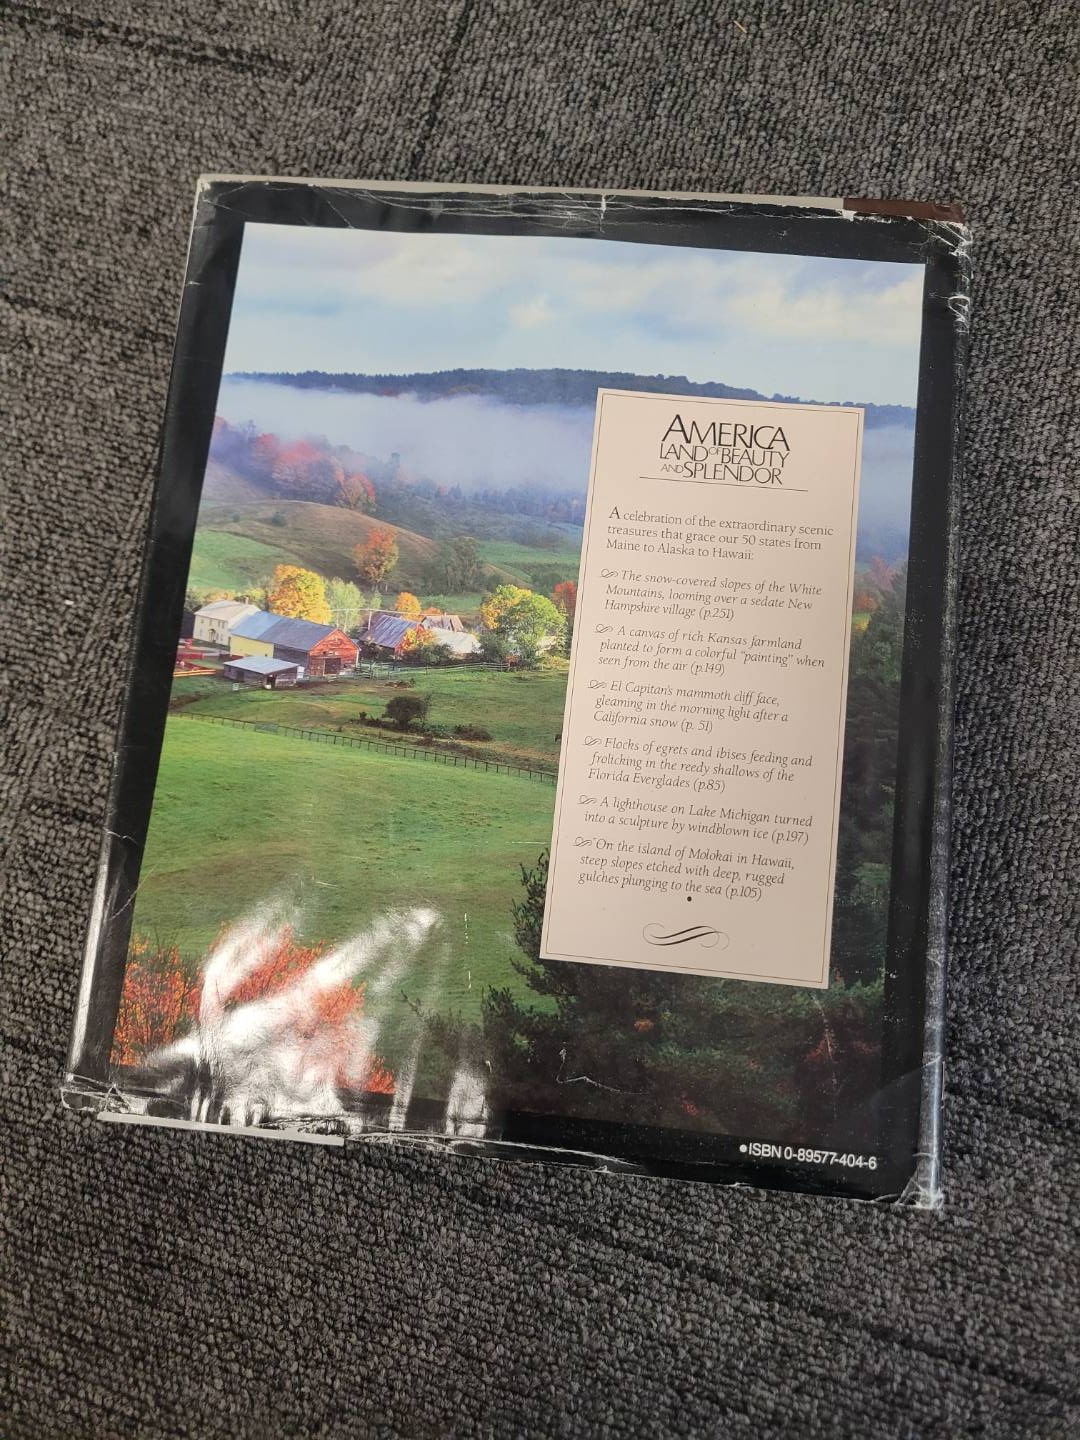 AMERICA
LAND OF BEAUTY
AND SPLENDOR
A celebration of the extraordinary scenic
treasures that grace our 50 states from
Maine to Alaska to Hawaii:
The snow-covered slopes of the White
Mountains, looming over a sedate New
Hampshire village (p.251)
A canvas of rich Kansas farmland
planted to form a colorful "painting" when
seen from the air (p.149)
El Capitan's mammoth cliff face,
gleaming in the morning light after a
California snow (p. 51)
Flocks of egrets and ibises feeding and
frolicking in the reedy shallows of the
Florida Everglades (p.85)
A lighthouse on Lake Michigan turned
into a sculpture by windblown ice (p.197)
On the island of Molokai in Hawaii,
steep slopes etched with deep, rugged
gulches plunging to the sea (p.105)
ISBN 0-89577-404-6